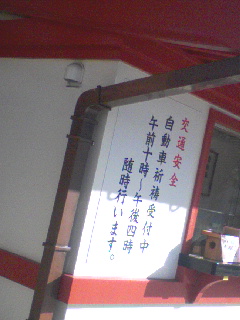 交通安全
自動車祈祷受付中
午前十時～午後四時
随時行います。